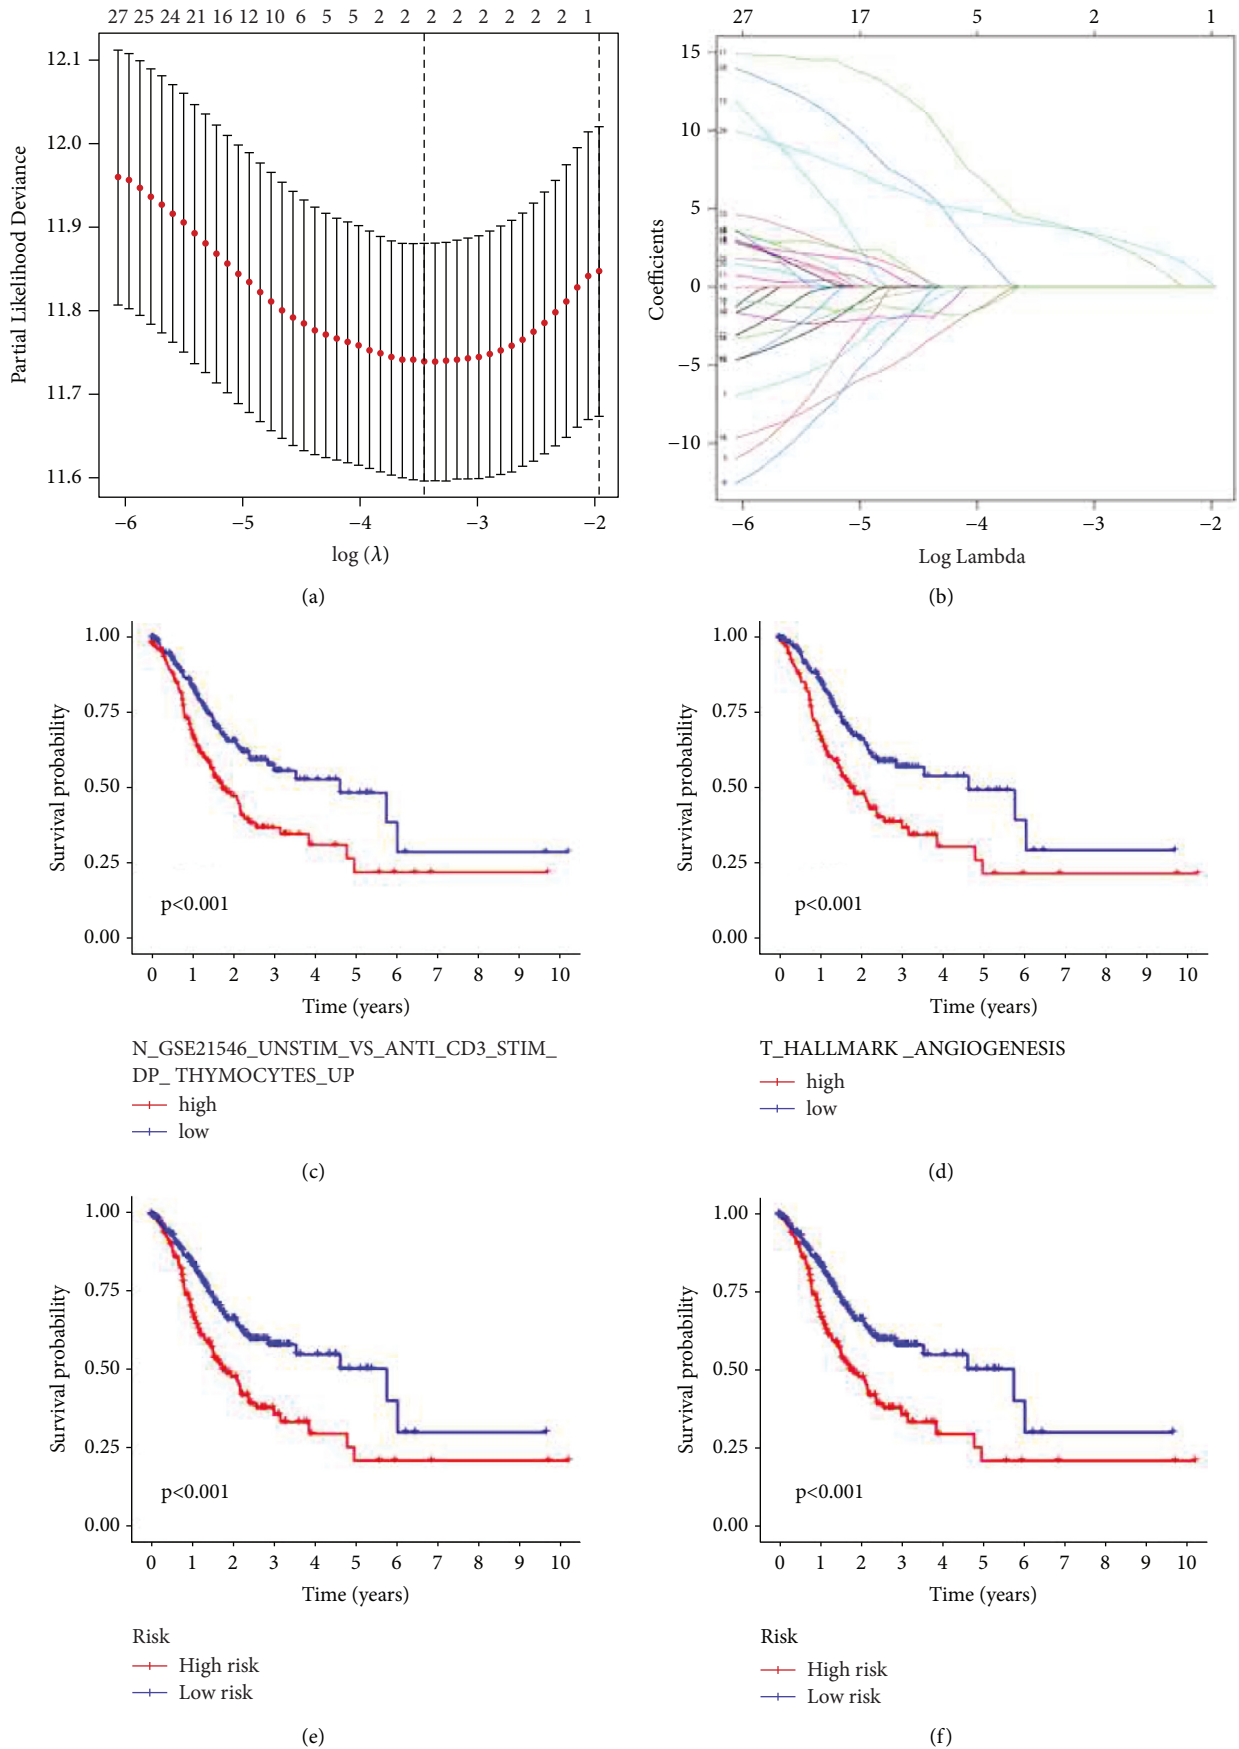 27 25 24 21 16 12 10 6 5 5 2 2 2 2 2 2 2 2 1
12.1
12.0
11.9
11.8
11.7
11.6
Partial Likelihood Deviance
−6 −5 −4 −3 −2
log (λ)
(a)
27 17 5 2 1
15
10
5
0
−5
−10
Coefficients
−6 −5 −4 −3 −2
Log Lambda
(b)
1.00
0.75
0.50
0.25
0.00
Survival probability
p<0.001
0 1 2 3 4 5 6 7 8 9 10
Time (years)
N_GSE21546_UNSTIM_VS_ANTI_CD3_STIM_
DP_ THYMOCYTES_UP
high
low
(c)
1.00
0.75
0.50
0.25
0.00
Survival probability
p<0.001
0 1 2 3 4 5 6 7 8 9 10
Time (years)
T_HALLMARK _ANGIOGENESIS
high
low
(d)
1.00
0.75
0.50
0.25
0.00
Survival probability
p<0.001
0 1 2 3 4 5 6 7 8 9 10
Time (years)
Risk
High risk
Low risk
(e)
1.00
0.75
0.50
0.25
0.00
Survival probability
p<0.001
0 1 2 3 4 5 6 7 8 9 10
Time (years)
Risk
High risk
Low risk
(f)